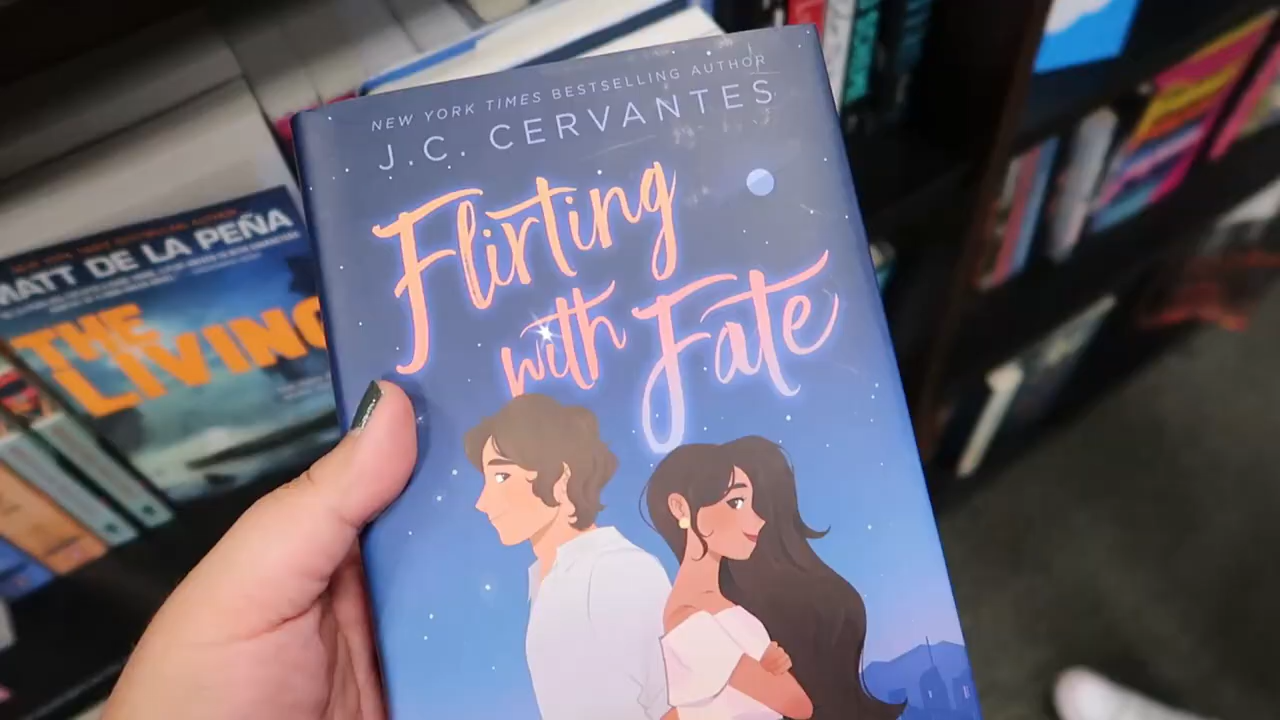 NEW YORK TIMES BESTSELLING AUTHOR
J.C. CERVANTES
Flirting
with Fate
MATT DE LA PEÑA
THE
LIVING